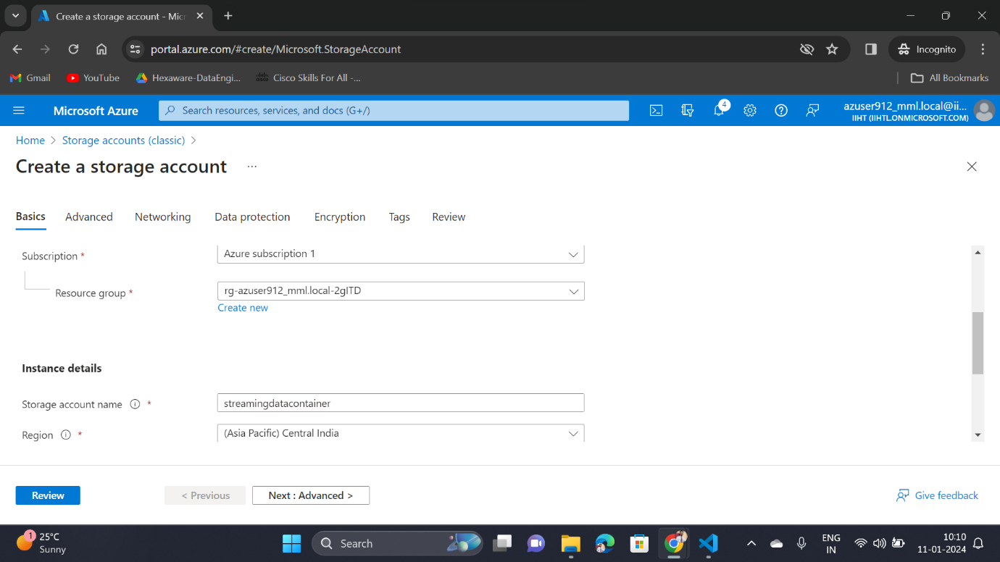 Create a storage account - Mic
portal.azure.com/#create/Microsoft.StorageAccount
Incognito
Gmail
YouTube
Hexaware-DataEngi...
Cisco Skills For All -...
All Bookmarks
Microsoft Azure
Search resources, services, and docs (G+/)
4
azuser912_mml.local@ii...
IIHT (IIHTL.ONMICROSOFT.COM)
Home > Storage accounts (classic) >
Create a storage account ...
Basics Advanced Networking Data protection Encryption Tags Review
Subscription *
Azure subscription 1
Resource group *
rg-azuser912_mml.local-2gITD
Create new
Instance details
Storage account name *
streamingdatacontainer
Region *
(Asia Pacific) Central India
Review
< Previous
Next : Advanced >
Give feedback
1
25°C
Sunny
Search
ENG
IN
10:10
11-01-2024